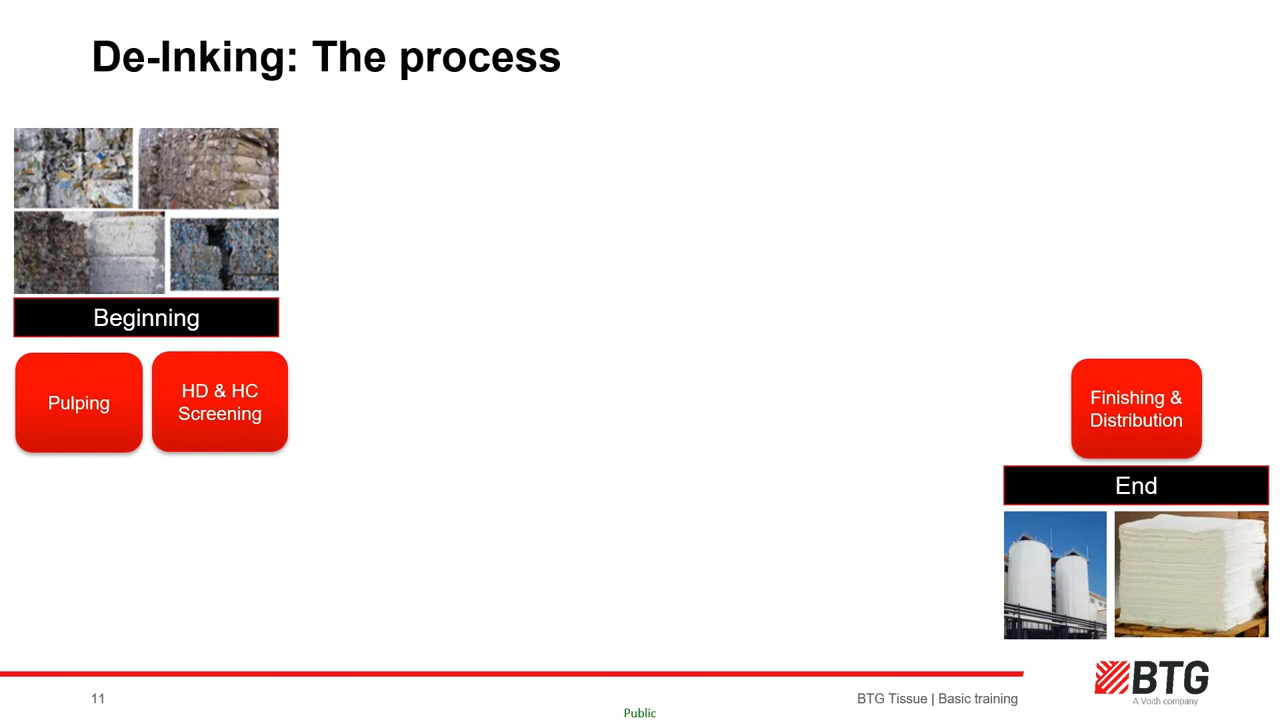 De-Inking: The process
Beginning
Pulping
HD & HC
Screening
Finishing &
Distribution
End
11
BTG Tissue | Basic training
Public
BTG
A Voith company